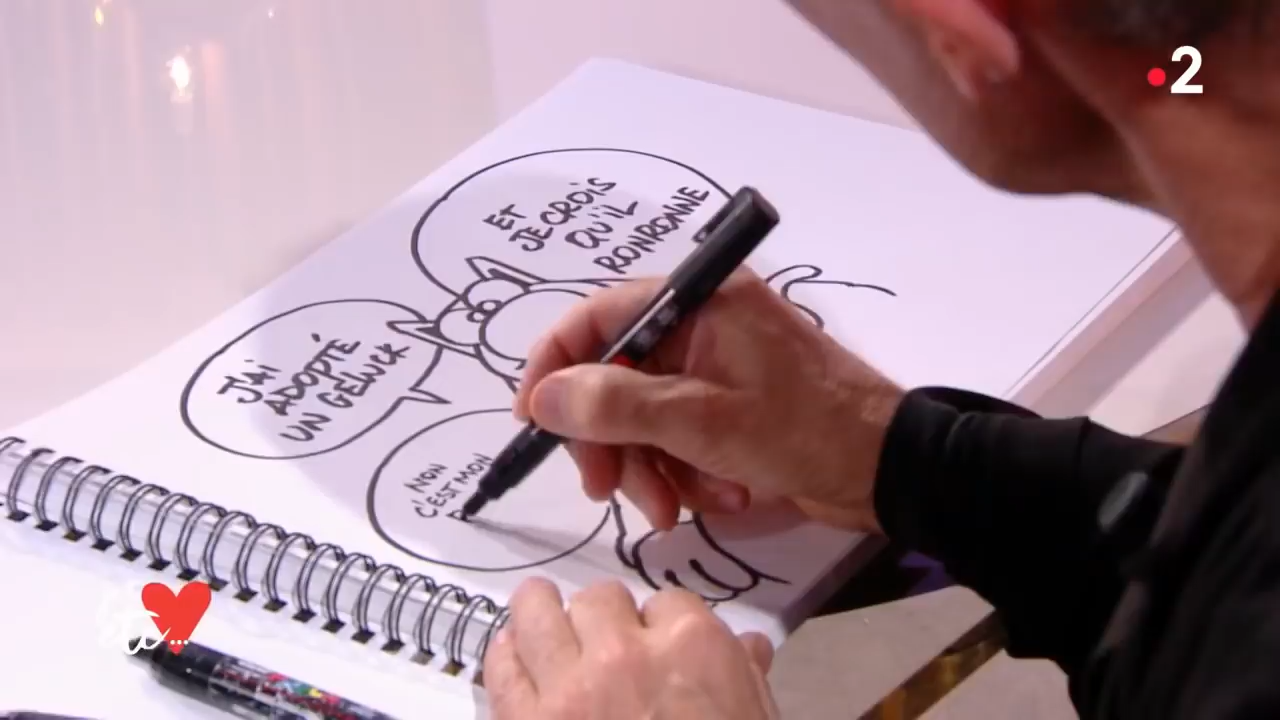 2
ET
JE CROIS
QU'IL
RONRONNE
J'AI
ADOPTÉ
UN GELUCK
NON
C'EST MON